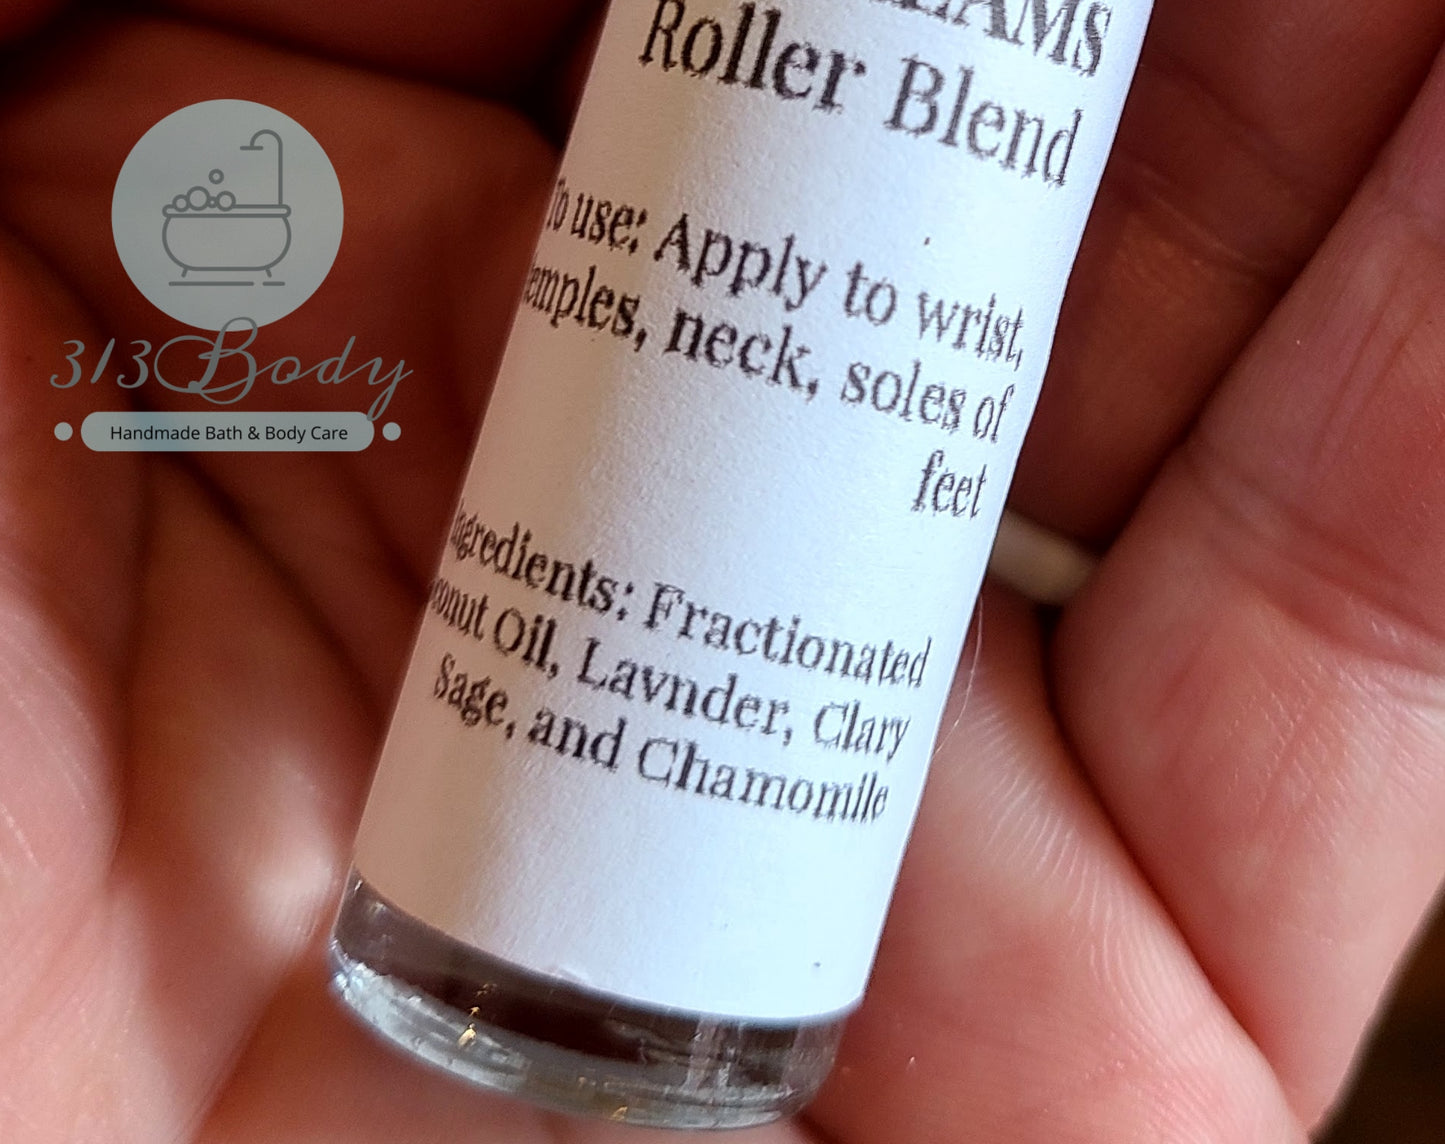 Roller Blend
To use: Apply to wrist,
temples, neck, soles of
feet
Ingredients: Fractionated
Oil, Lavnder, Clary
Sage, and Chamomile
313Body
Handmade Bath & Body Care